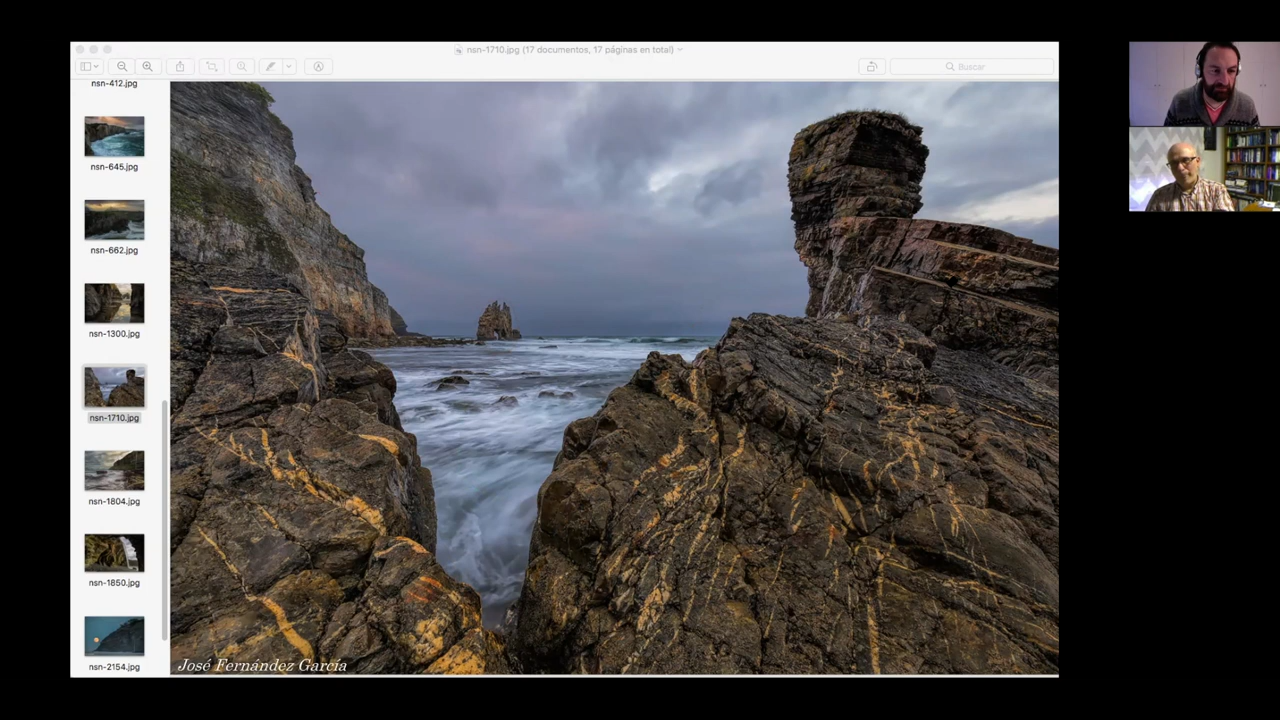 nsn-1710.jpg (17 documentos, 17 páginas en total)
Buscar
nsn-412.jpg
nsn-645.jpg
nsn-662.jpg
nsn-1300.jpg
nsn-1710.jpg
nsn-1804.jpg
nsn-1850.jpg
nsn-2154.jpg
José Fernández García